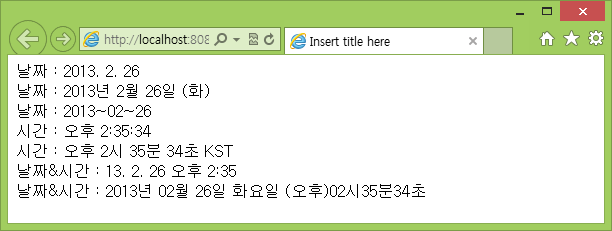 http://localhost:808
Insert title here
날짜 : 2013. 2. 26
날짜 : 2013년 2월 26일 (화)
날짜 : 2013~02~26
시간 : 오후 2:35:34
시간 : 오후 2시 35분 34초 KST
날짜&시간 : 13. 2. 26 오후 2:35
날짜&시간 : 2013년 02월 26일 화요일 (오후)02시35분34초